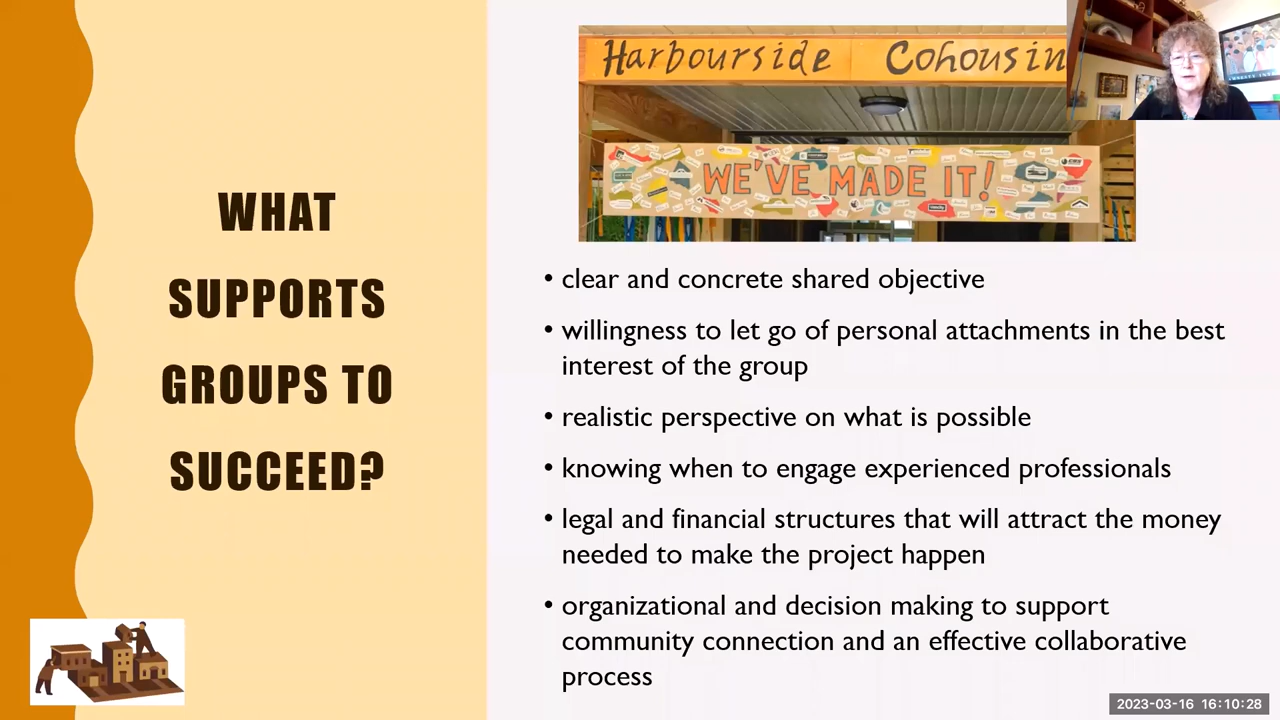 WHAT
SUPPORTS
GROUPS TO
SUCCEED?
Harbourside Cohousin
WE'VE MADE IT!
• clear and concrete shared objective
• willingness to let go of personal attachments in the best
interest of the group
• realistic perspective on what is possible
• knowing when to engage experienced professionals
• legal and financial structures that will attract the money
needed to make the project happen
• organizational and decision making to support
community connection and an effective collaborative
process
2023-03-16 16:10:28